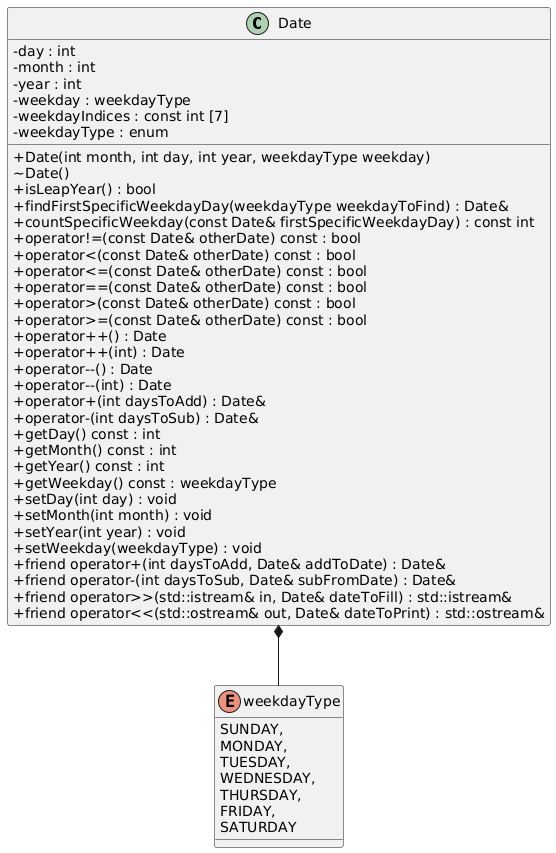 C Date
-day : int
-month : int
-year : int
-weekday : weekdayType
-weekdayIndices : const int [7]
-weekdayType : enum
+Date(int month, int day, int year, weekdayType weekday)
~Date()
+isLeapYear() : bool
+findFirstSpecificWeekdayDay(weekdayType weekdayToFind) : Date&
+countSpecificWeekday(const Date& firstSpecificWeekdayDay) : const int
+operator!=(const Date& otherDate) const : bool
+operator<(const Date& otherDate) const : bool
+operator<=(const Date& otherDate) const : bool
+operator==(const Date& otherDate) const : bool
+operator>(const Date& otherDate) const : bool
+operator>=(const Date& otherDate) const : bool
+operator++() : Date
+operator++(int) : Date
+operator--() : Date
+operator--(int) : Date
+operator+(int daysToAdd) : Date&
+operator-(int daysToSub) : Date&
+getDay() const : int
+getMonth() const : int
+getYear() const : int
+getWeekday() const : weekdayType
+setDay(int day) : void
+setMonth(int month) : void
+setYear(int year) : void
+setWeekday(weekdayType) : void
+friend operator+(int daysToAdd, Date& addToDate) : Date&
+friend operator-(int daysToSub, Date& subFromDate) : Date&
+friend operator>>(std::istream& in, Date& dateToFill) : std::istream&
+friend operator<<(std::ostream& out, Date& dateToPrint) : std::ostream&
E weekdayType
SUNDAY,
MONDAY,
TUESDAY,
WEDNESDAY,
THURSDAY,
FRIDAY,
SATURDAY